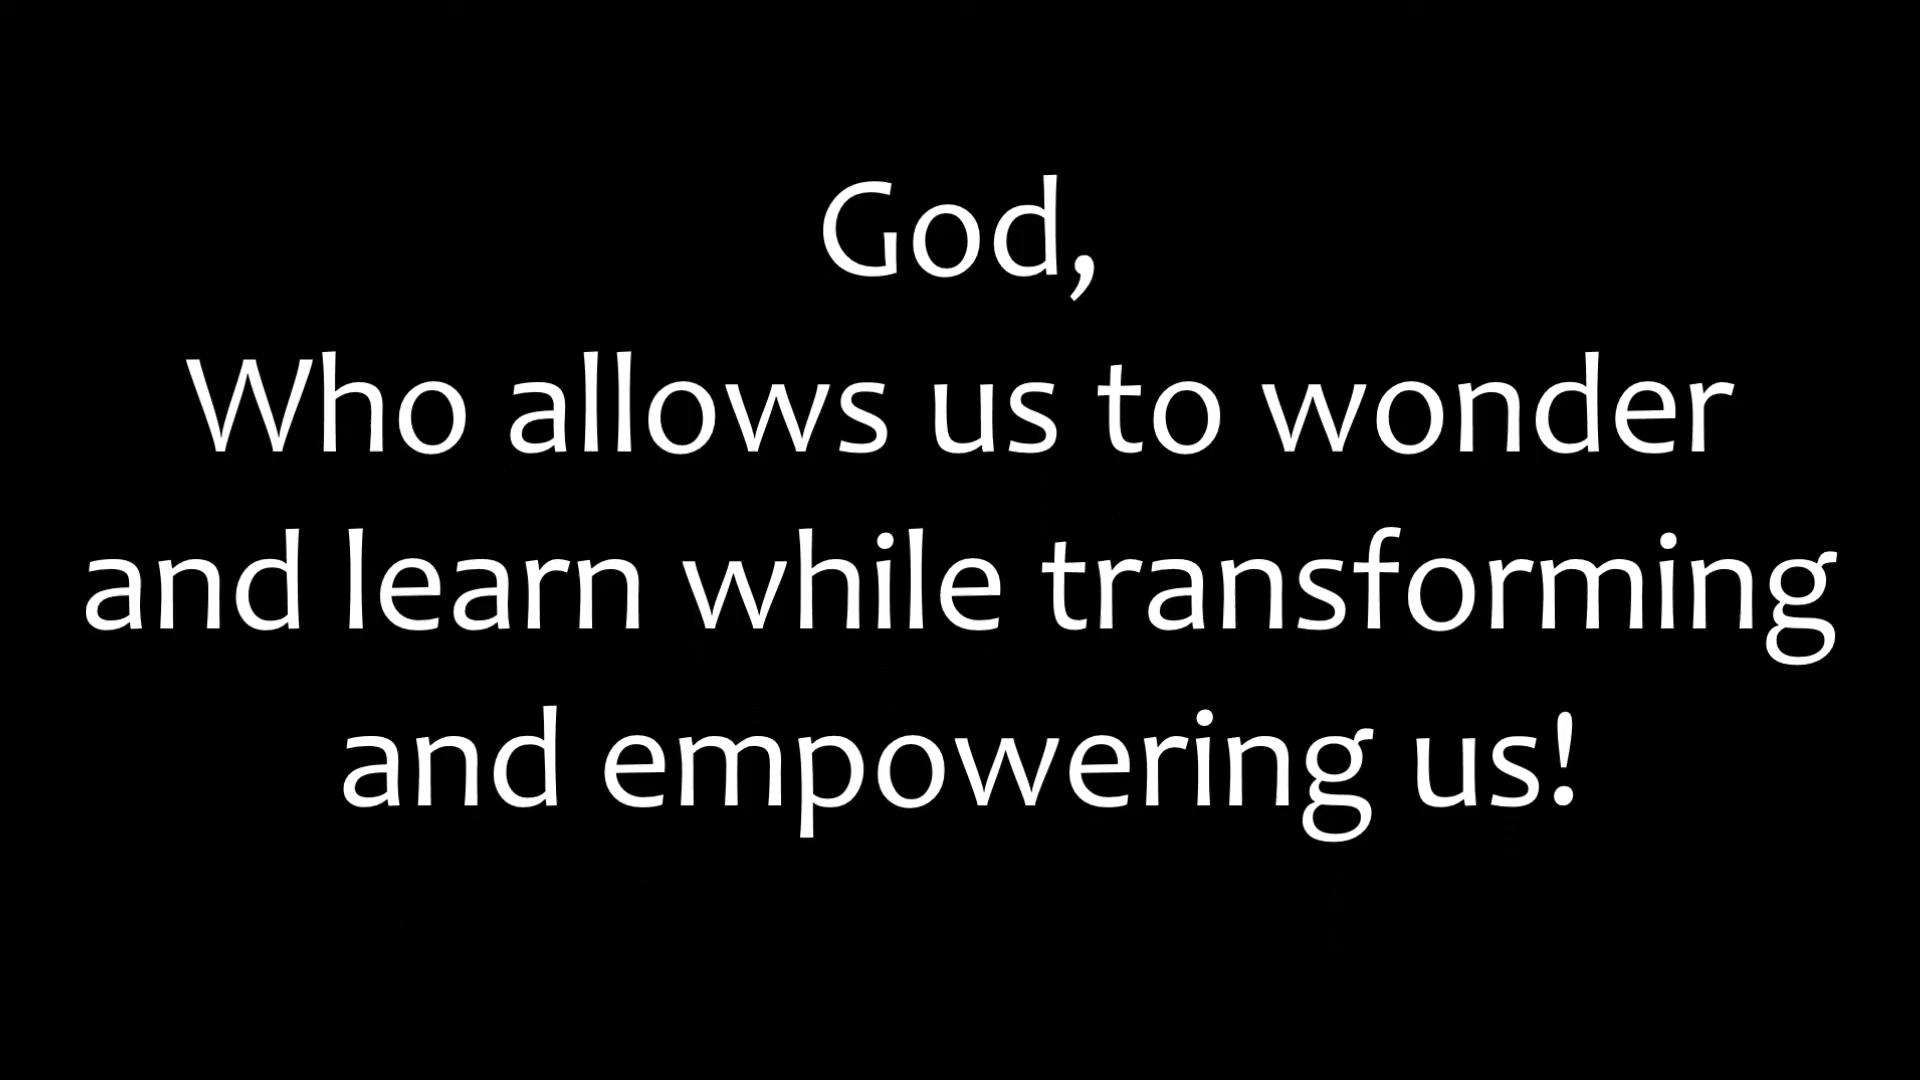 God,
Who allows us to wonder
and learn while transforming
and empowering us!